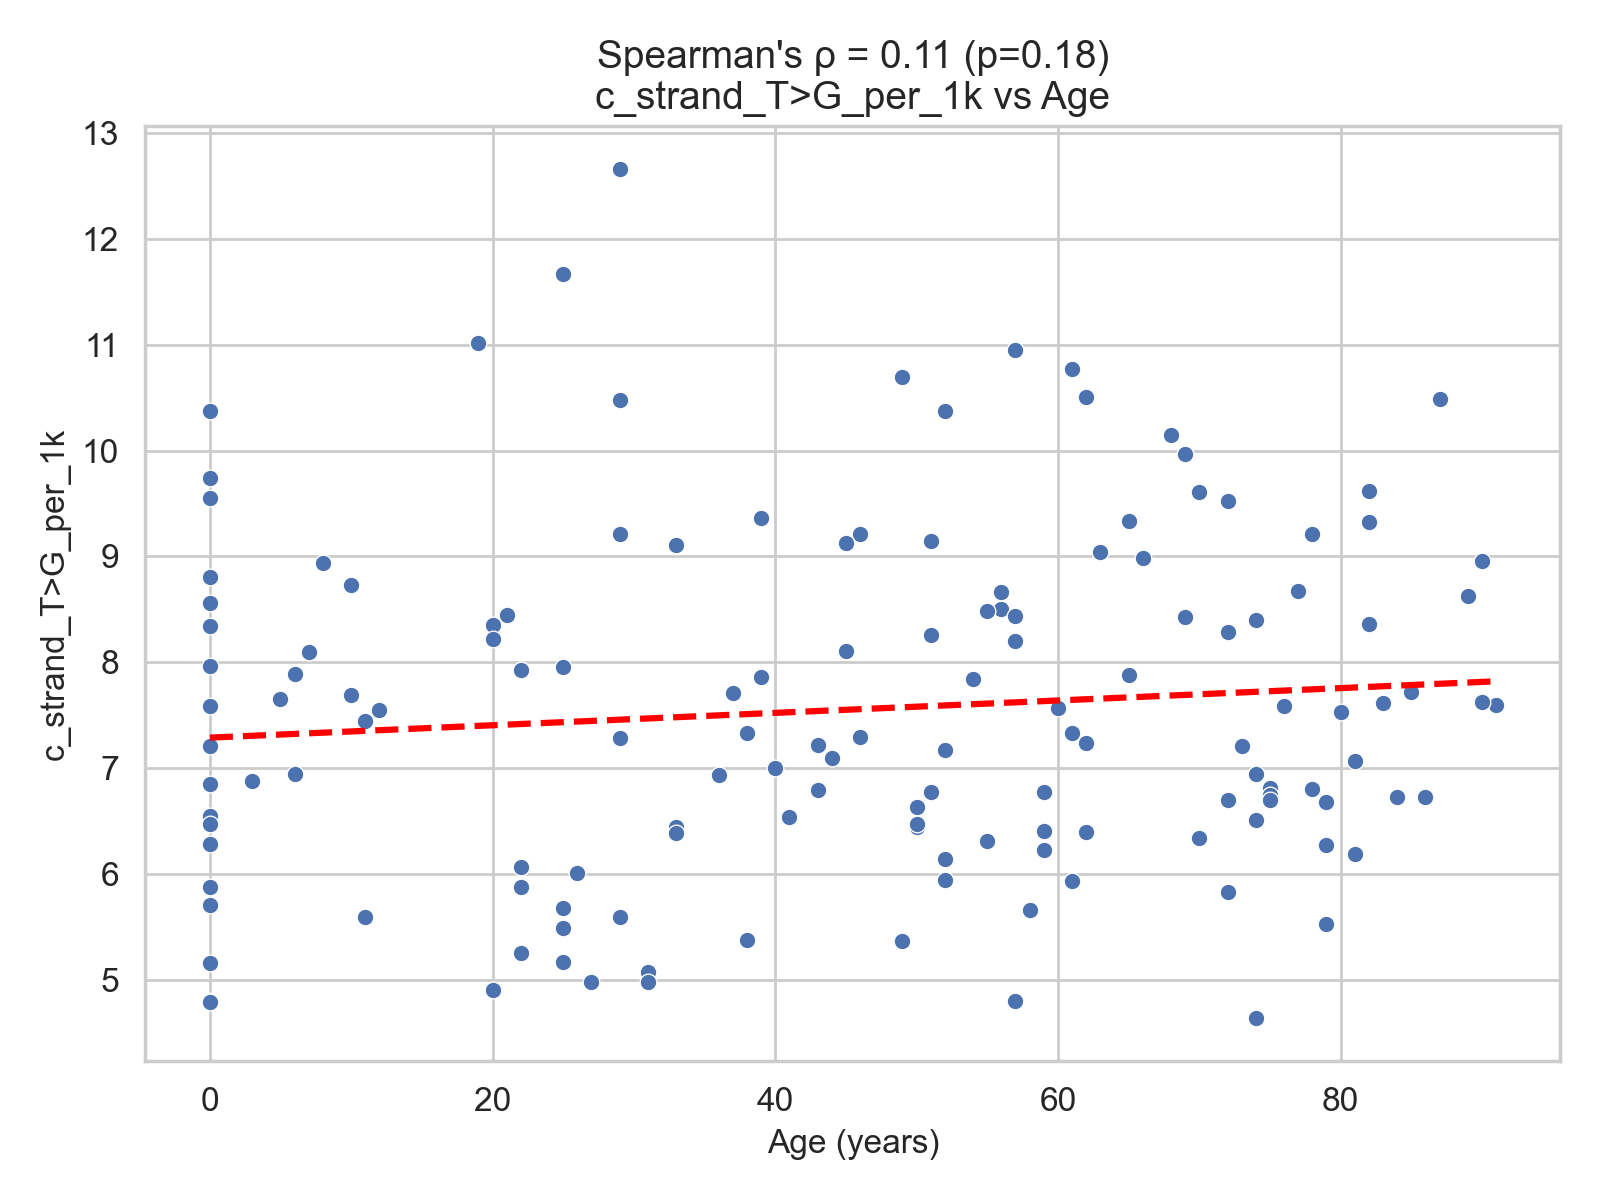 Spearman's ρ = 0.11 (p=0.18)
c_strand_T>G_per_1k vs Age
13
12
11
10
9
8
7
6
5
c_strand_T>G_per_1k
0 20 40 60 80
Age (years)